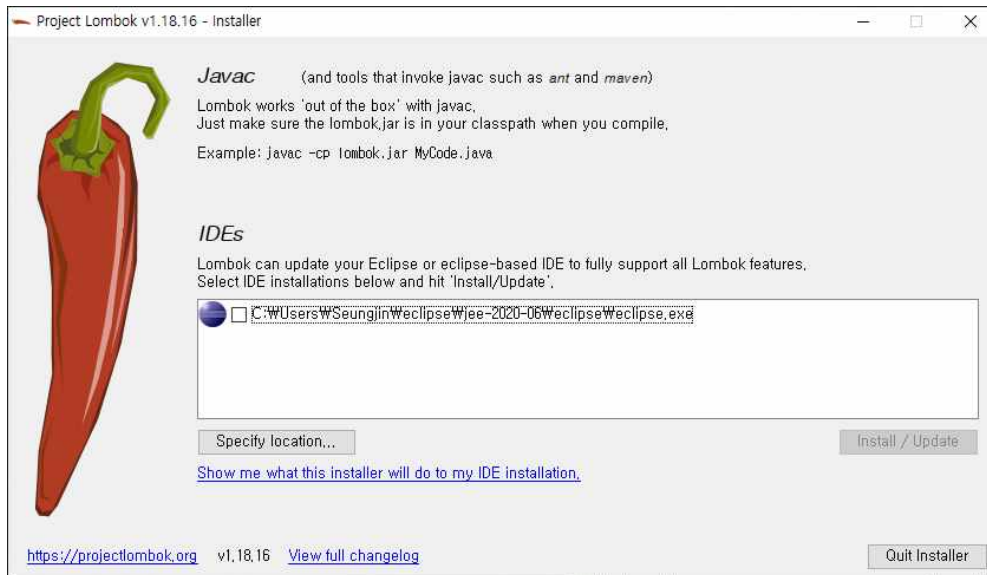 Project Lombok v1.18.16 - Installer
Javac (and tools that invoke javac such as ant and maven)
Lombok works 'out of the box' with javac,
Just make sure the lombok.jar is in your classpath when you compile,
Example: javac -cp lombok.jar MyCode.java
IDEs
Lombok can update your Eclipse or eclipse-based IDE to fully support all Lombok features,
Select IDE installations below and hit 'Install/Update',
C:₩Users₩Seungjin₩eclipse₩jee-2020-06₩eclipse₩eclipse.exe
Specify location...
Install / Update
Show me what this installer will do to my IDE installation,
https://projectlombok.org v1.18.16 View full changelog
Quit Installer